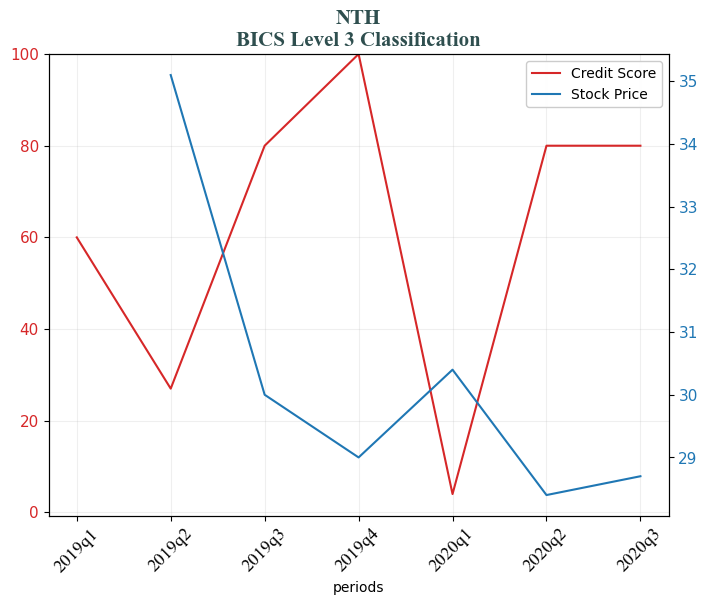 NTH
BICS Level 3 Classification
100
80
60
40
20
0
Credit Score
Stock Price
35
34
33
32
31
30
29
2019q1
2019q2
2019q3
2019q4
2020q1
2020q2
2020q3
periods